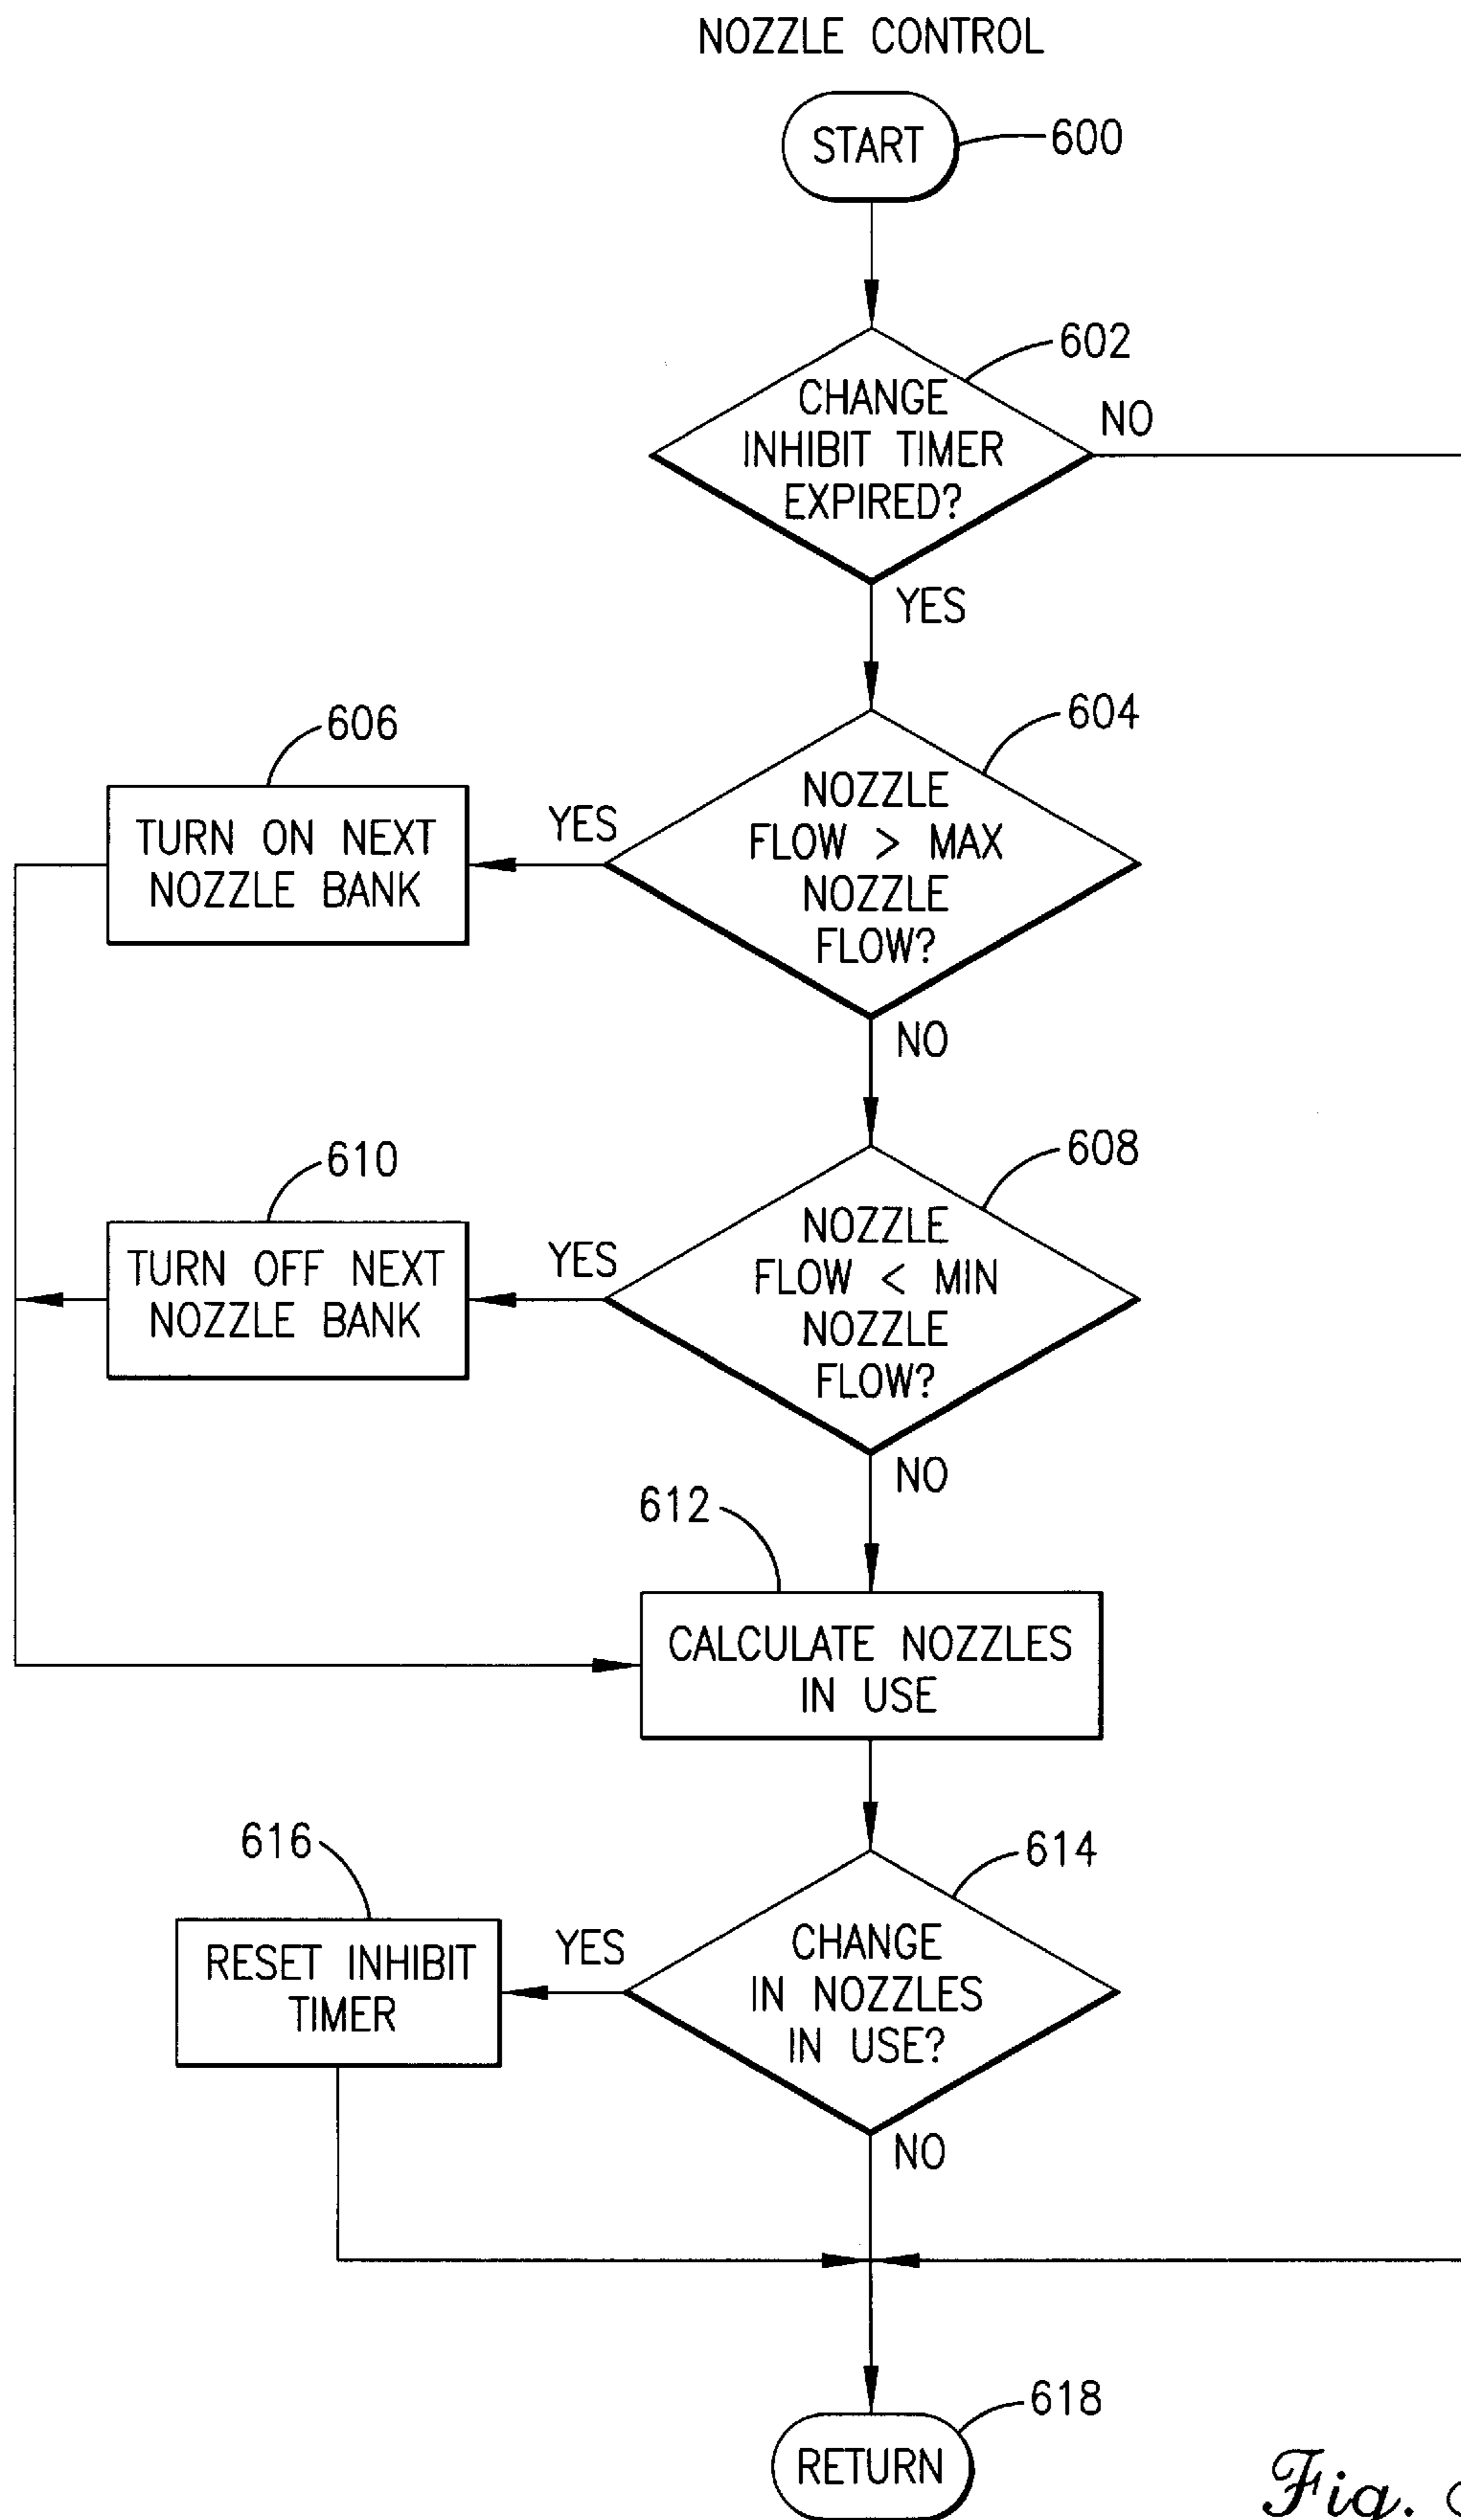 NOZZLE CONTROL
START
600
602
CHANGE
INHIBIT TIMER
EXPIRED?
NO
YES
604
606
NOZZLE
FLOW > MAX
NOZZLE
FLOW?
YES
TURN ON NEXT
NOZZLE BANK
NO
608
610
NOZZLE
FLOW < MIN
NOZZLE
FLOW?
YES
TURN OFF NEXT
NOZZLE BANK
NO
612
CALCULATE NOZZLES
IN USE
614
616
CHANGE
IN NOZZLES
IN USE?
YES
RESET INHIBIT
TIMER
NO
618
RETURN
Fig.